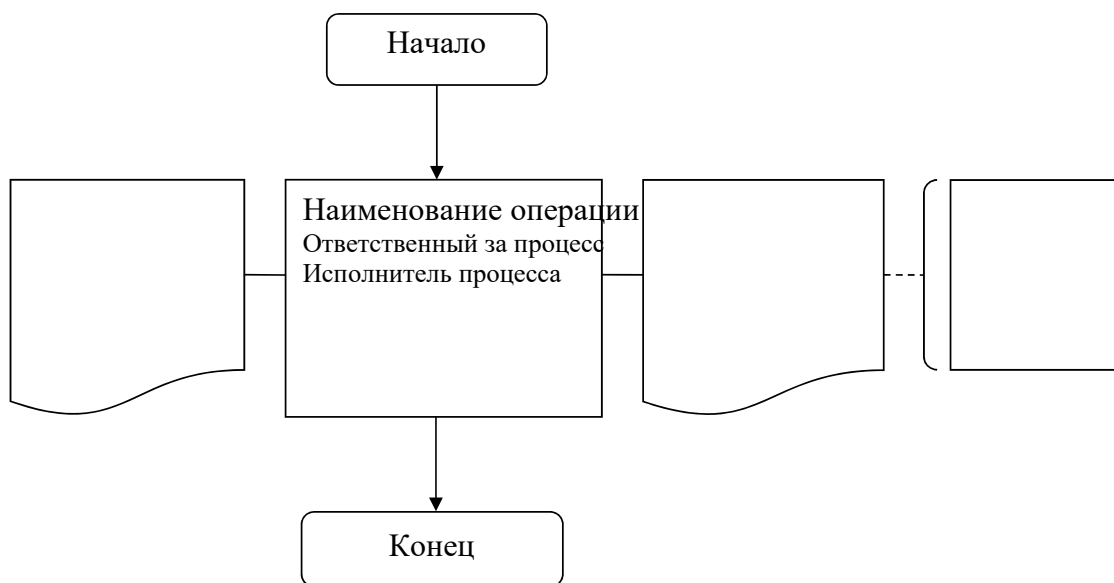 Начало
Наименование операции
Ответственный за процесс
Исполнитель процесса
Конец